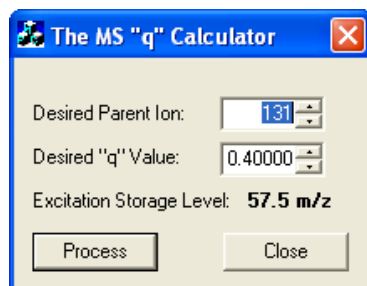 The MS "q" Calculator
Desired Parent Ion: 131
Desired "q" Value: 0.40000
Excitation Storage Level: 57.5 m/z
Process Close